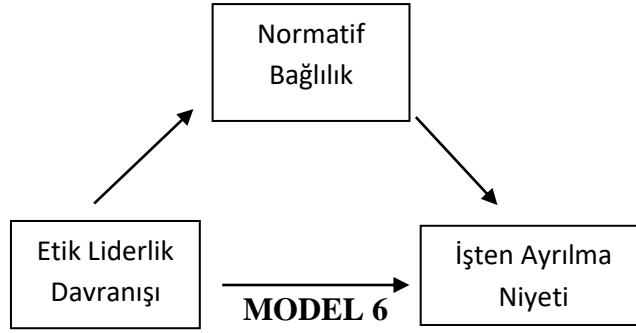 Normatif
Bağlılık
Etik Liderlik
Davranışı
İşten Ayrılma
Niyeti
MODEL 6